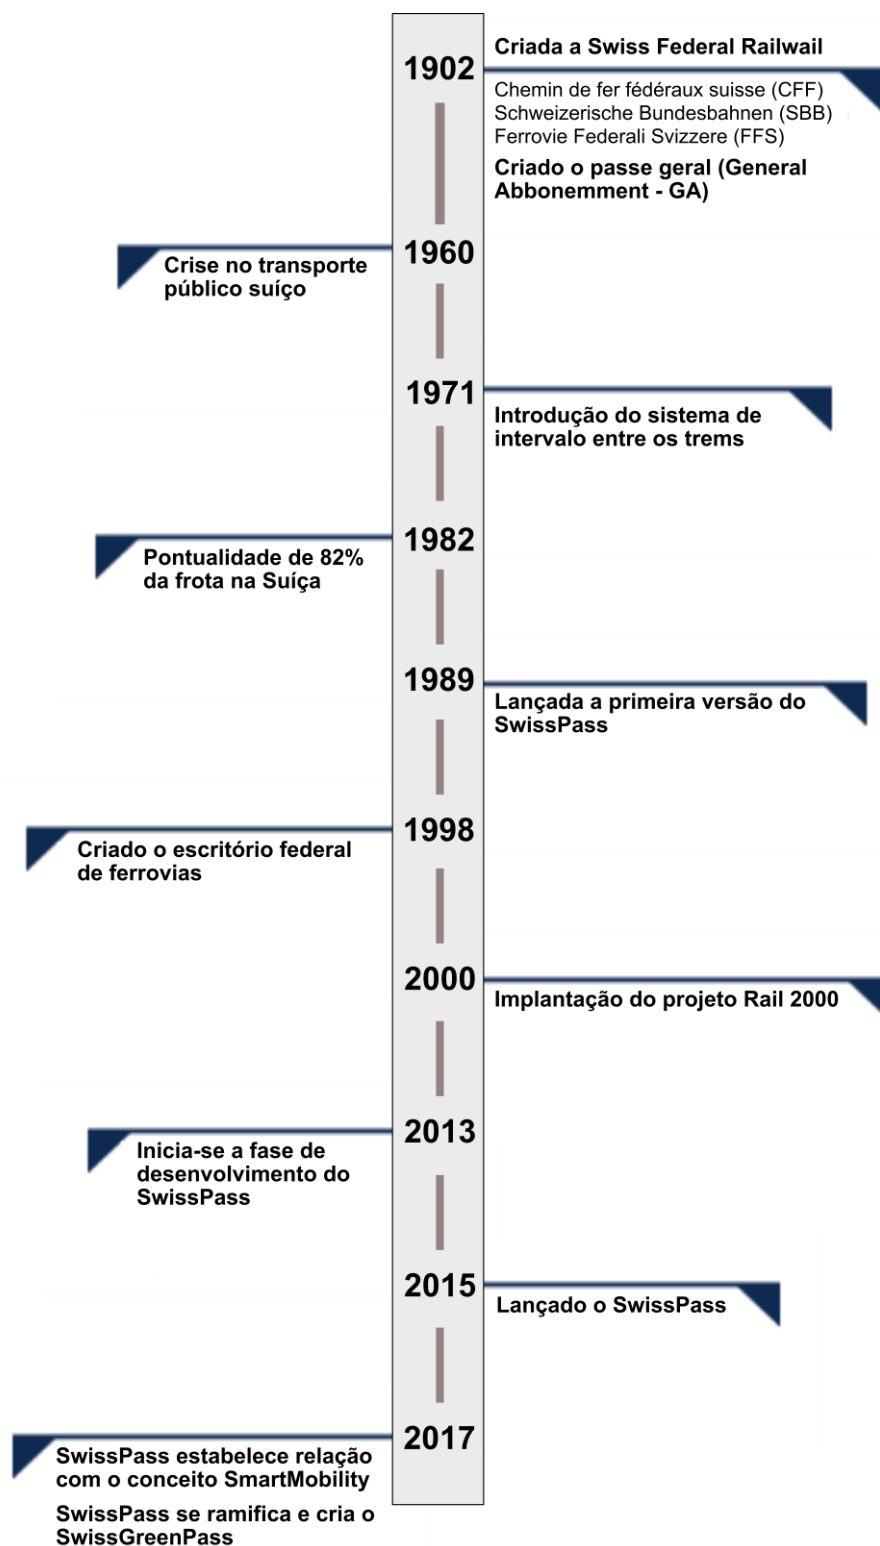 1902
Criada a Swiss Federal Railwail
Chemin de fer fédéraux suisse (CFF)
Schweizerische Bundesbahnen (SBB)
Ferrovie Federali Svizzere (FFS)
Criado o passe geral (General
Abbonemment - GA)
1960
Crise no transporte
público suíço
1971
Introdução do sistema de
intervalo entre os trems
1982
Pontualidade de 82%
da frota na Suíça
1989
Lançada a primeira versão do
SwissPass
1998
Criado o escritório federal
de ferrovias
2000
Implantação do projeto Rail 2000
2013
Inicia-se a fase de
desenvolvimento do
SwissPass
2015
Lançado o SwissPass
2017
SwissPass estabelece relação
com o conceito SmartMobility
SwissPass se ramifica e cria o
SwissGreenPass